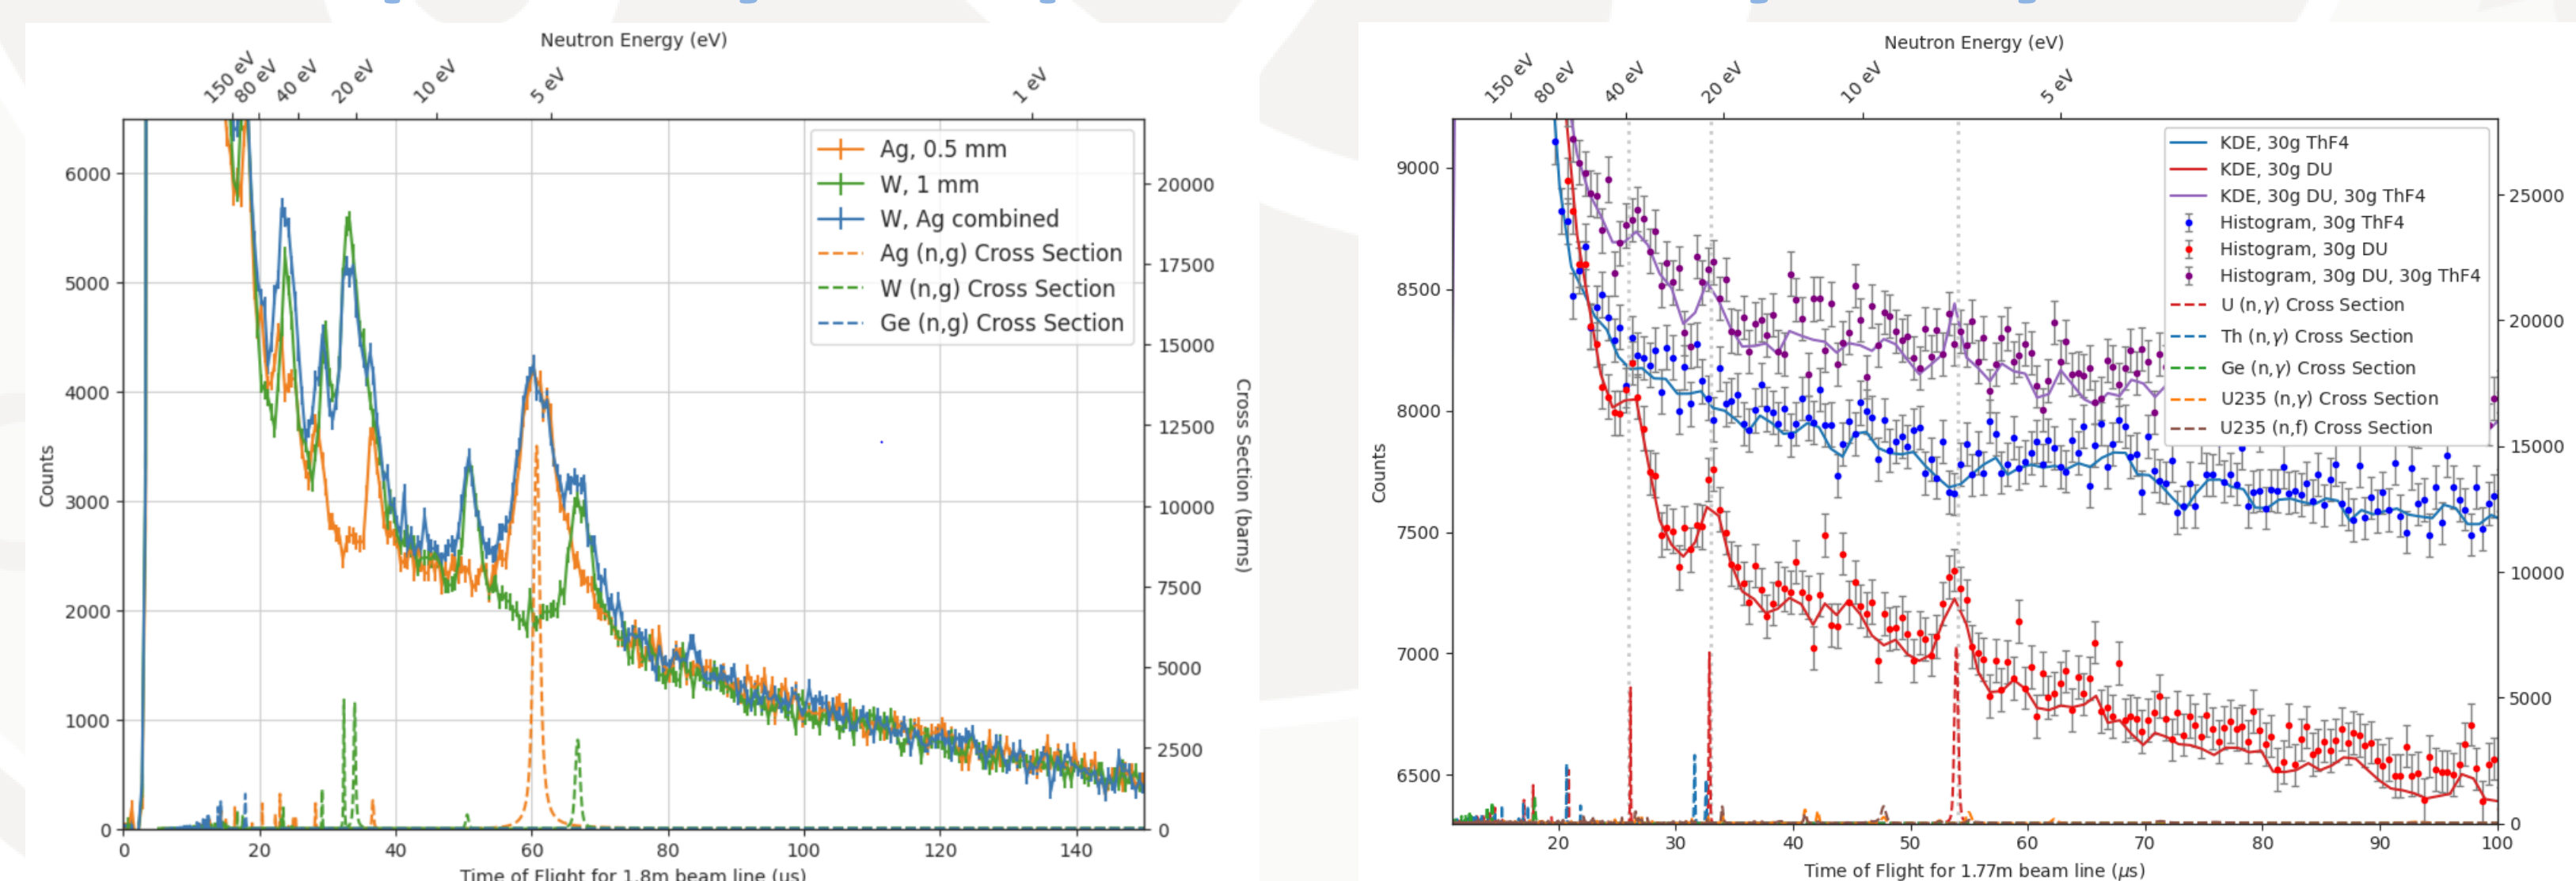 Neutron Energy (eV)
150 eV
80 eV
40 eV
20 eV
10 eV
5 eV
1 eV
6000
5000
4000
3000
2000
1000
0
Counts
Ag, 0.5 mm
W, 1 mm
W, Ag combined
Ag (n,g) Cross Section
W (n,g) Cross Section
Ge (n,g) Cross Section
20000
17500
15000
12500
10000
7500
5000
2500
0
Cross Section (barns)
0 20 40 60 80 100 120 140
Time of Flight for 1.8m beam line (µs)
Neutron Energy (eV)
150 eV
80 eV
40 eV
20 eV
10 eV
5 eV
9000
8500
8000
7500
7000
6500
Counts
KDE, 30g ThF4
KDE, 30g DU
KDE, 30g DU, 30g ThF4
Histogram, 30g ThF4
Histogram, 30g DU
Histogram, 30g DU, 30g ThF4
U (n,γ) Cross Section
Th (n,γ) Cross Section
Ge (n,γ) Cross Section
U235 (n,γ) Cross Section
U235 (n,f) Cross Section
25000
20000
15000
10000
5000
0
20 30 40 50 60 70 80 90 100
Time of Flight for 1.77m beam line (µs)